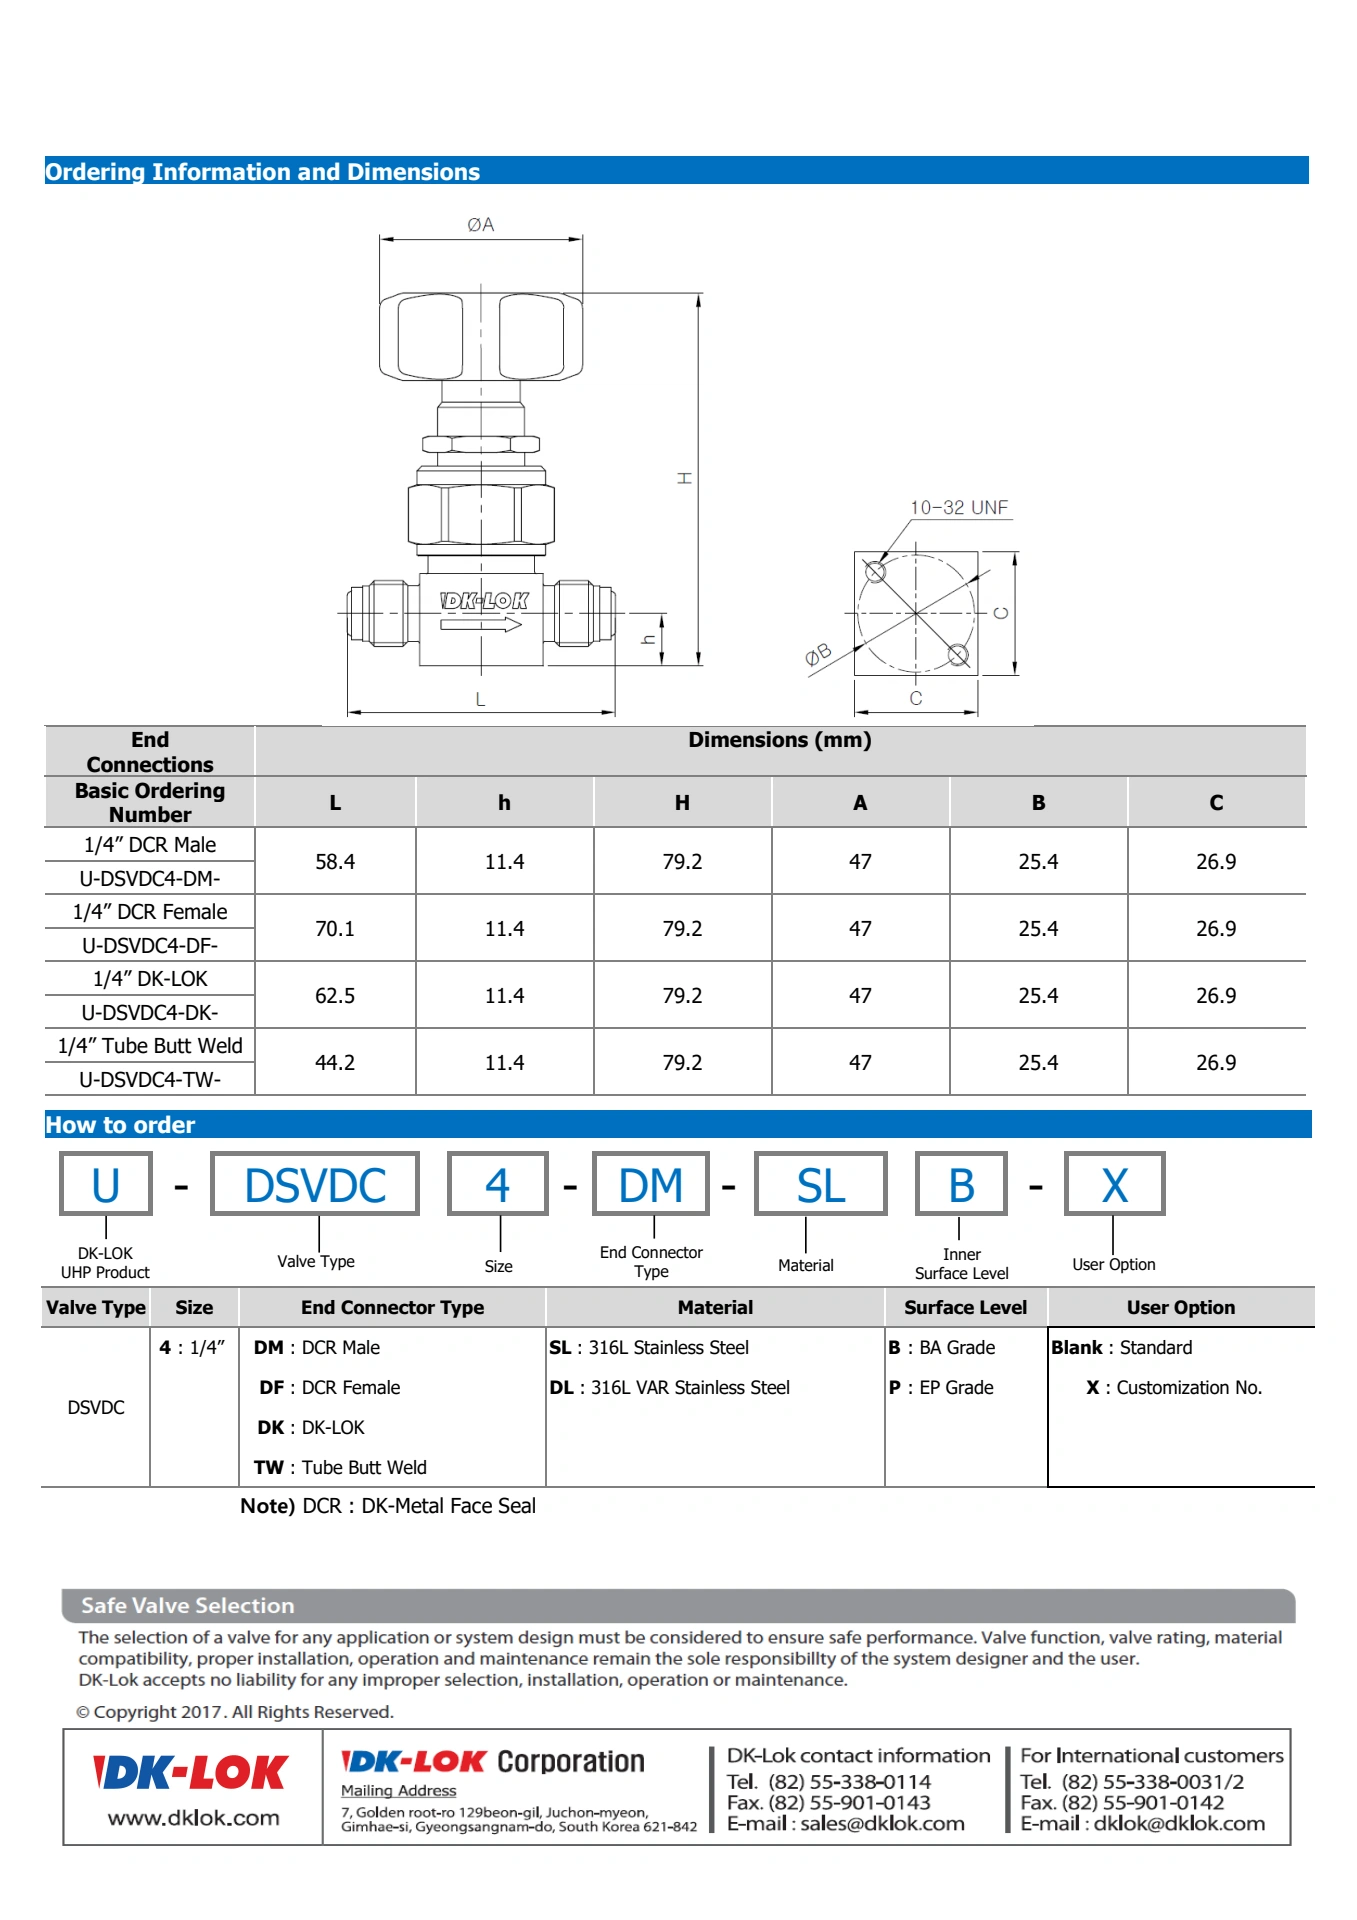 Ordering Information and Dimensions
ØA
H
10-32 UNF
DK-LOK
h
C
ØB
L
C
End Connections
Dimensions (mm)
Basic Ordering Number
L h H A B C
1/4” DCR Male
U-DSVDC4-DM-
58.4 11.4 79.2 47 25.4 26.9
1/4” DCR Female
U-DSVDC4-DF-
70.1 11.4 79.2 47 25.4 26.9
1/4” DK-LOK
U-DSVDC4-DK-
62.5 11.4 79.2 47 25.4 26.9
1/4” Tube Butt Weld
U-DSVDC4-TW-
44.2 11.4 79.2 47 25.4 26.9
How to order
U - DSVDC 4 - DM - SL B - X
DK-LOK UHP Product
Valve Type
Size
End Connector Type
Material
Inner Surface Level
User Option
Valve Type Size End Connector Type Material Surface Level User Option
DSVDC
4 : 1/4”
DM : DCR Male
DF : DCR Female
DK : DK-LOK
TW : Tube Butt Weld
SL : 316L Stainless Steel
DL : 316L VAR Stainless Steel
B : BA Grade
P : EP Grade
Blank : Standard
X : Customization No.
Note) DCR : DK-Metal Face Seal
Safe Valve Selection
The selection of a valve for any application or system design must be considered to ensure safe performance. Valve function, valve rating, material
compatibility, proper installation, operation and maintenance remain the sole responsibillty of the system designer and the user.
DK-Lok accepts no liability for any improper selection, installation, operation or maintenance.
© Copyright 2017. All Rights Reserved.
DK-LOK
www.dklok.com
DK-LOK Corporation
Mailing Address
7, Golden root-ro 129beon-gil, Juchon-myeon,
Gimhae-si, Gyeongsangnam-do, South Korea 621-842
DK-Lok contact information
Tel. (82) 55-338-0114
Fax. (82) 55-901-0143
E-mail : sales@dklok.com
For International customers
Tel. (82) 55-338-0031/2
Fax. (82) 55-901-0142
E-mail : dklok@dklok.com